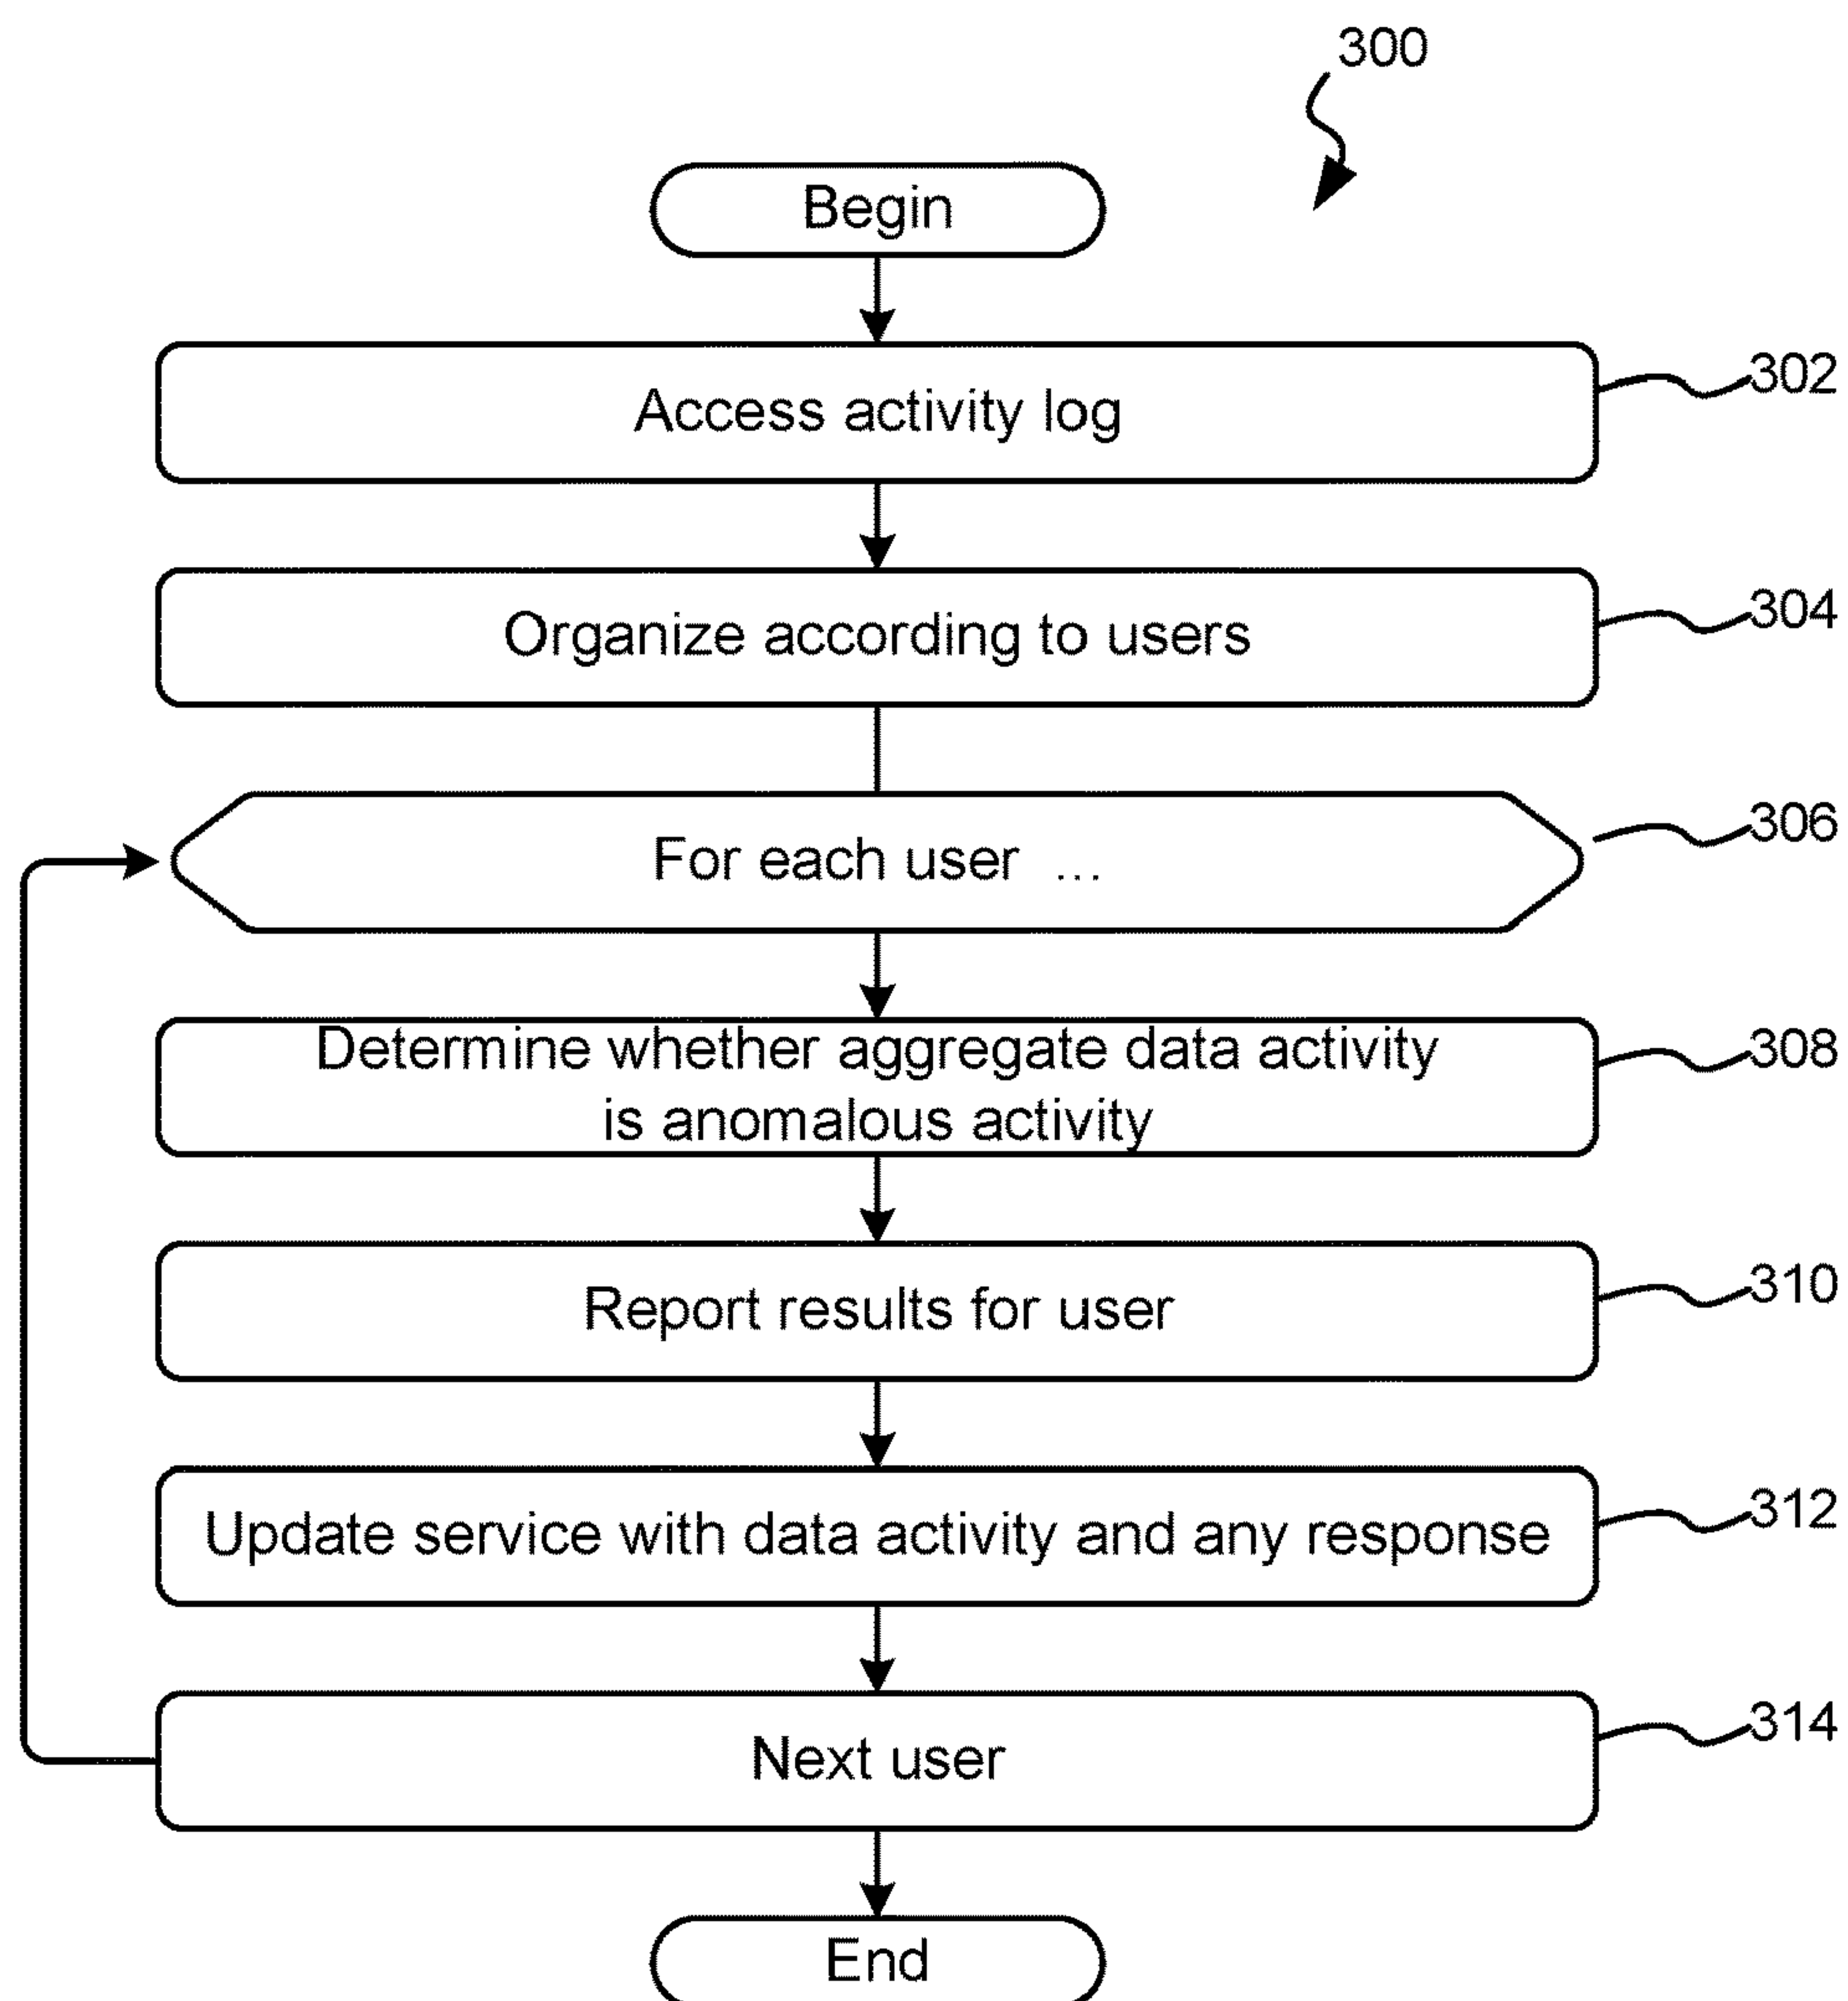 300
Begin
Access activity log
302
Organize according to users
304
For each user ...
306
Determine whether aggregate data activity
is anomalous activity
308
Report results for user
310
Update service with data activity and any response
312
Next user
314
End